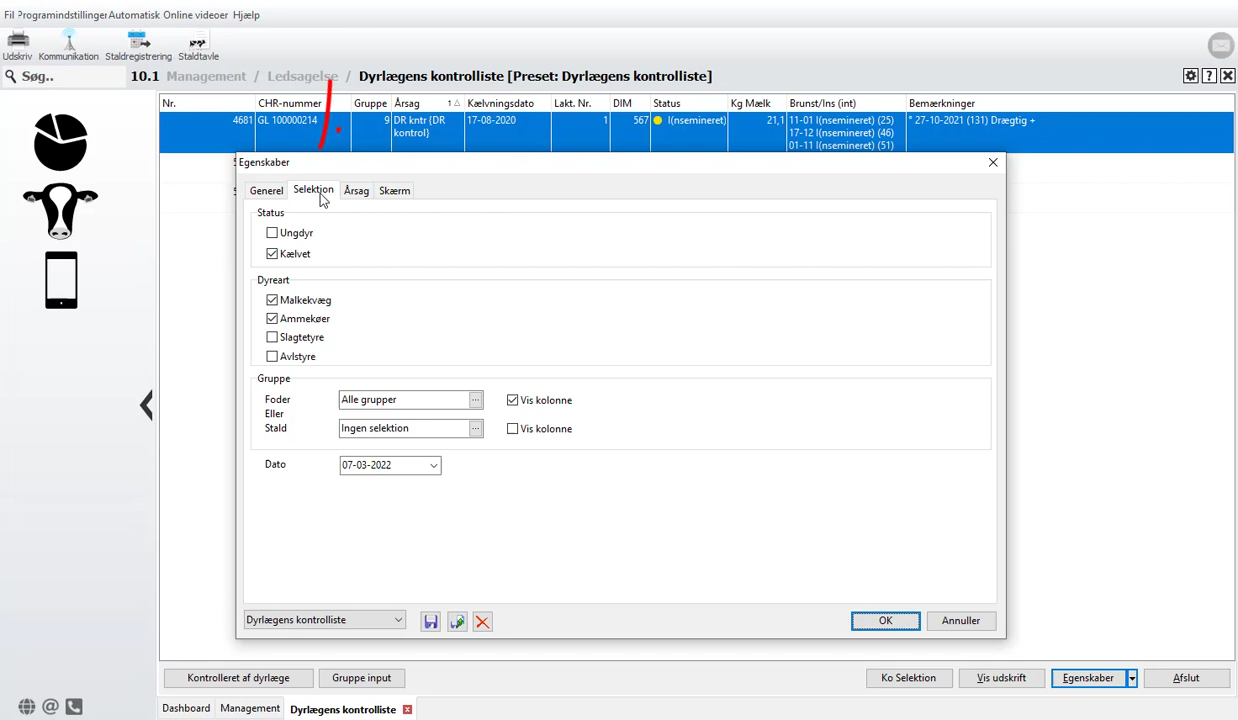 Fil Programindstillinger Automatisk Online videoer Hjælp
Udskriv Kommunikation Staldregistrering Staldtavle
Søg.. 10.1 Management / Ledsagelse / Dyrlægens kontrolliste [Preset: Dyrlægens kontrolliste]
Nr. CHR-nummer Gruppe Årsag 1 Kælvningsdato Lakt. Nr. DIM Status Kg Mælk Brunst/Ins (int) Bemærkninger
4681 GL 100000214 9 DR kntr {DR 17-08-2020 1 567 I(nsemineret) 21,1 11-01 I(nsemineret) (25) * 27-10-2021 (131) Drægtig +
kontrol} 17-12 I(nsemineret) (46)
01-11 I(nsemineret) (51)
5
5
Egenskaber
Generel Selektion Årsag Skærm
Status
Ungdyr
Kælvet
Dyreart
Malkekvæg
Ammekøer
Slagtetyre
Avlstyre
Gruppe
Foder Alle grupper ... Vis kolonne
Eller
Stald Ingen selektion ... Vis kolonne
Dato 07-03-2022
Dyrlægens kontrolliste OK Annuller
Kontrolleret af dyrlæge Gruppe input Ko Selektion Vis udskrift Egenskaber Afslut
Dashboard Management Dyrlægens kontrolliste